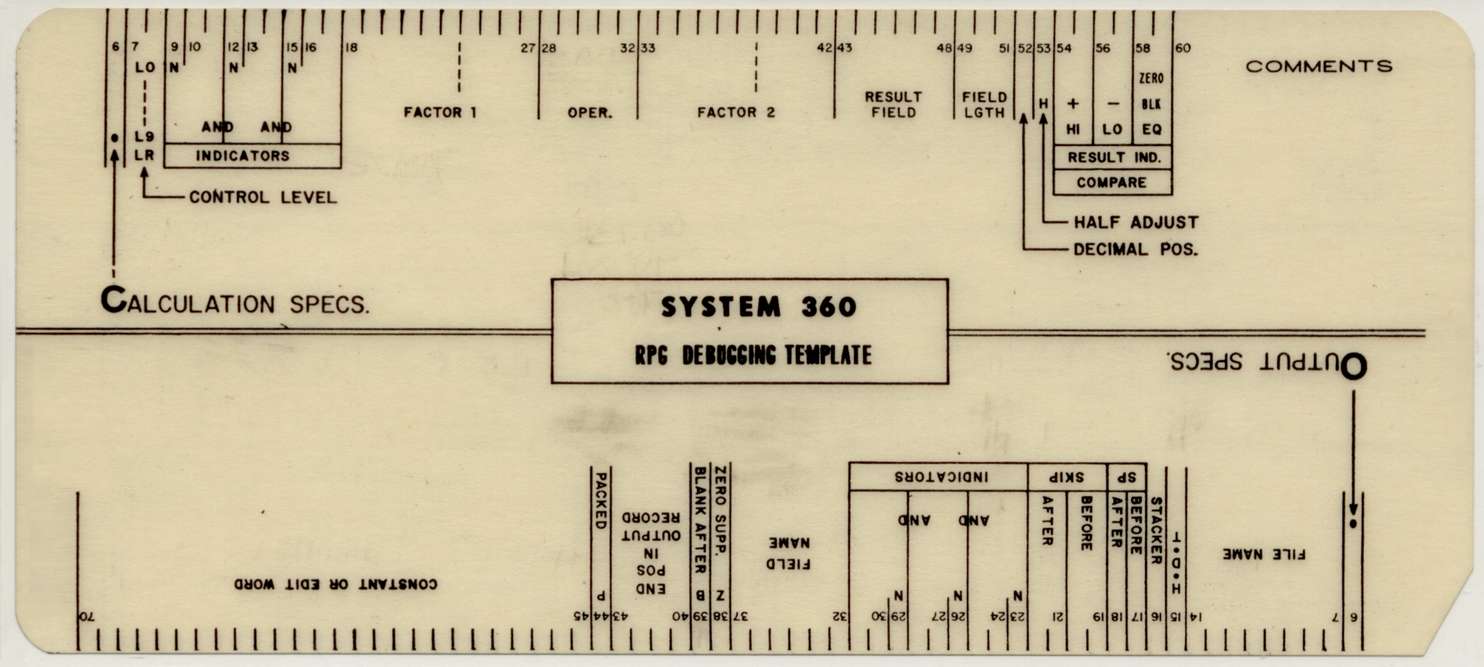 6 7 9 10 12 13 15 16 18 27 28 32 33 42 43 48 49 51 52 53 54 56 58 60
LO N N N COMMENTS
ZERO
FACTOR 1 OPER. FACTOR 2 RESULT FIELD FIELD LGTH H + − BLK
• L9 AND AND HI LO EQ
LR INDICATORS RESULT IND.
COMPARE
CONTROL LEVEL
HALF ADJUST
DECIMAL POS.
CALCULATION SPECS.
SYSTEM 360
RPG DEBUGGING TEMPLATE
OUTPUT SPECS.
6 7 14 15 16 17 18 19 21 23 24 26 27 29 30 32 37 38 39 40 43 44 45 70
•
FILE NAME
H•D•T
STACKER
SP
BEFORE
AFTER
SKIP
BEFORE
AFTER
INDICATORS
AND AND
N N N
FIELD
NAME
Z ZERO SUPP.
B BLANK AFTER
END
POS
IN
OUTPUT
RECORD
P PACKED
CONSTANT OR EDIT WORD